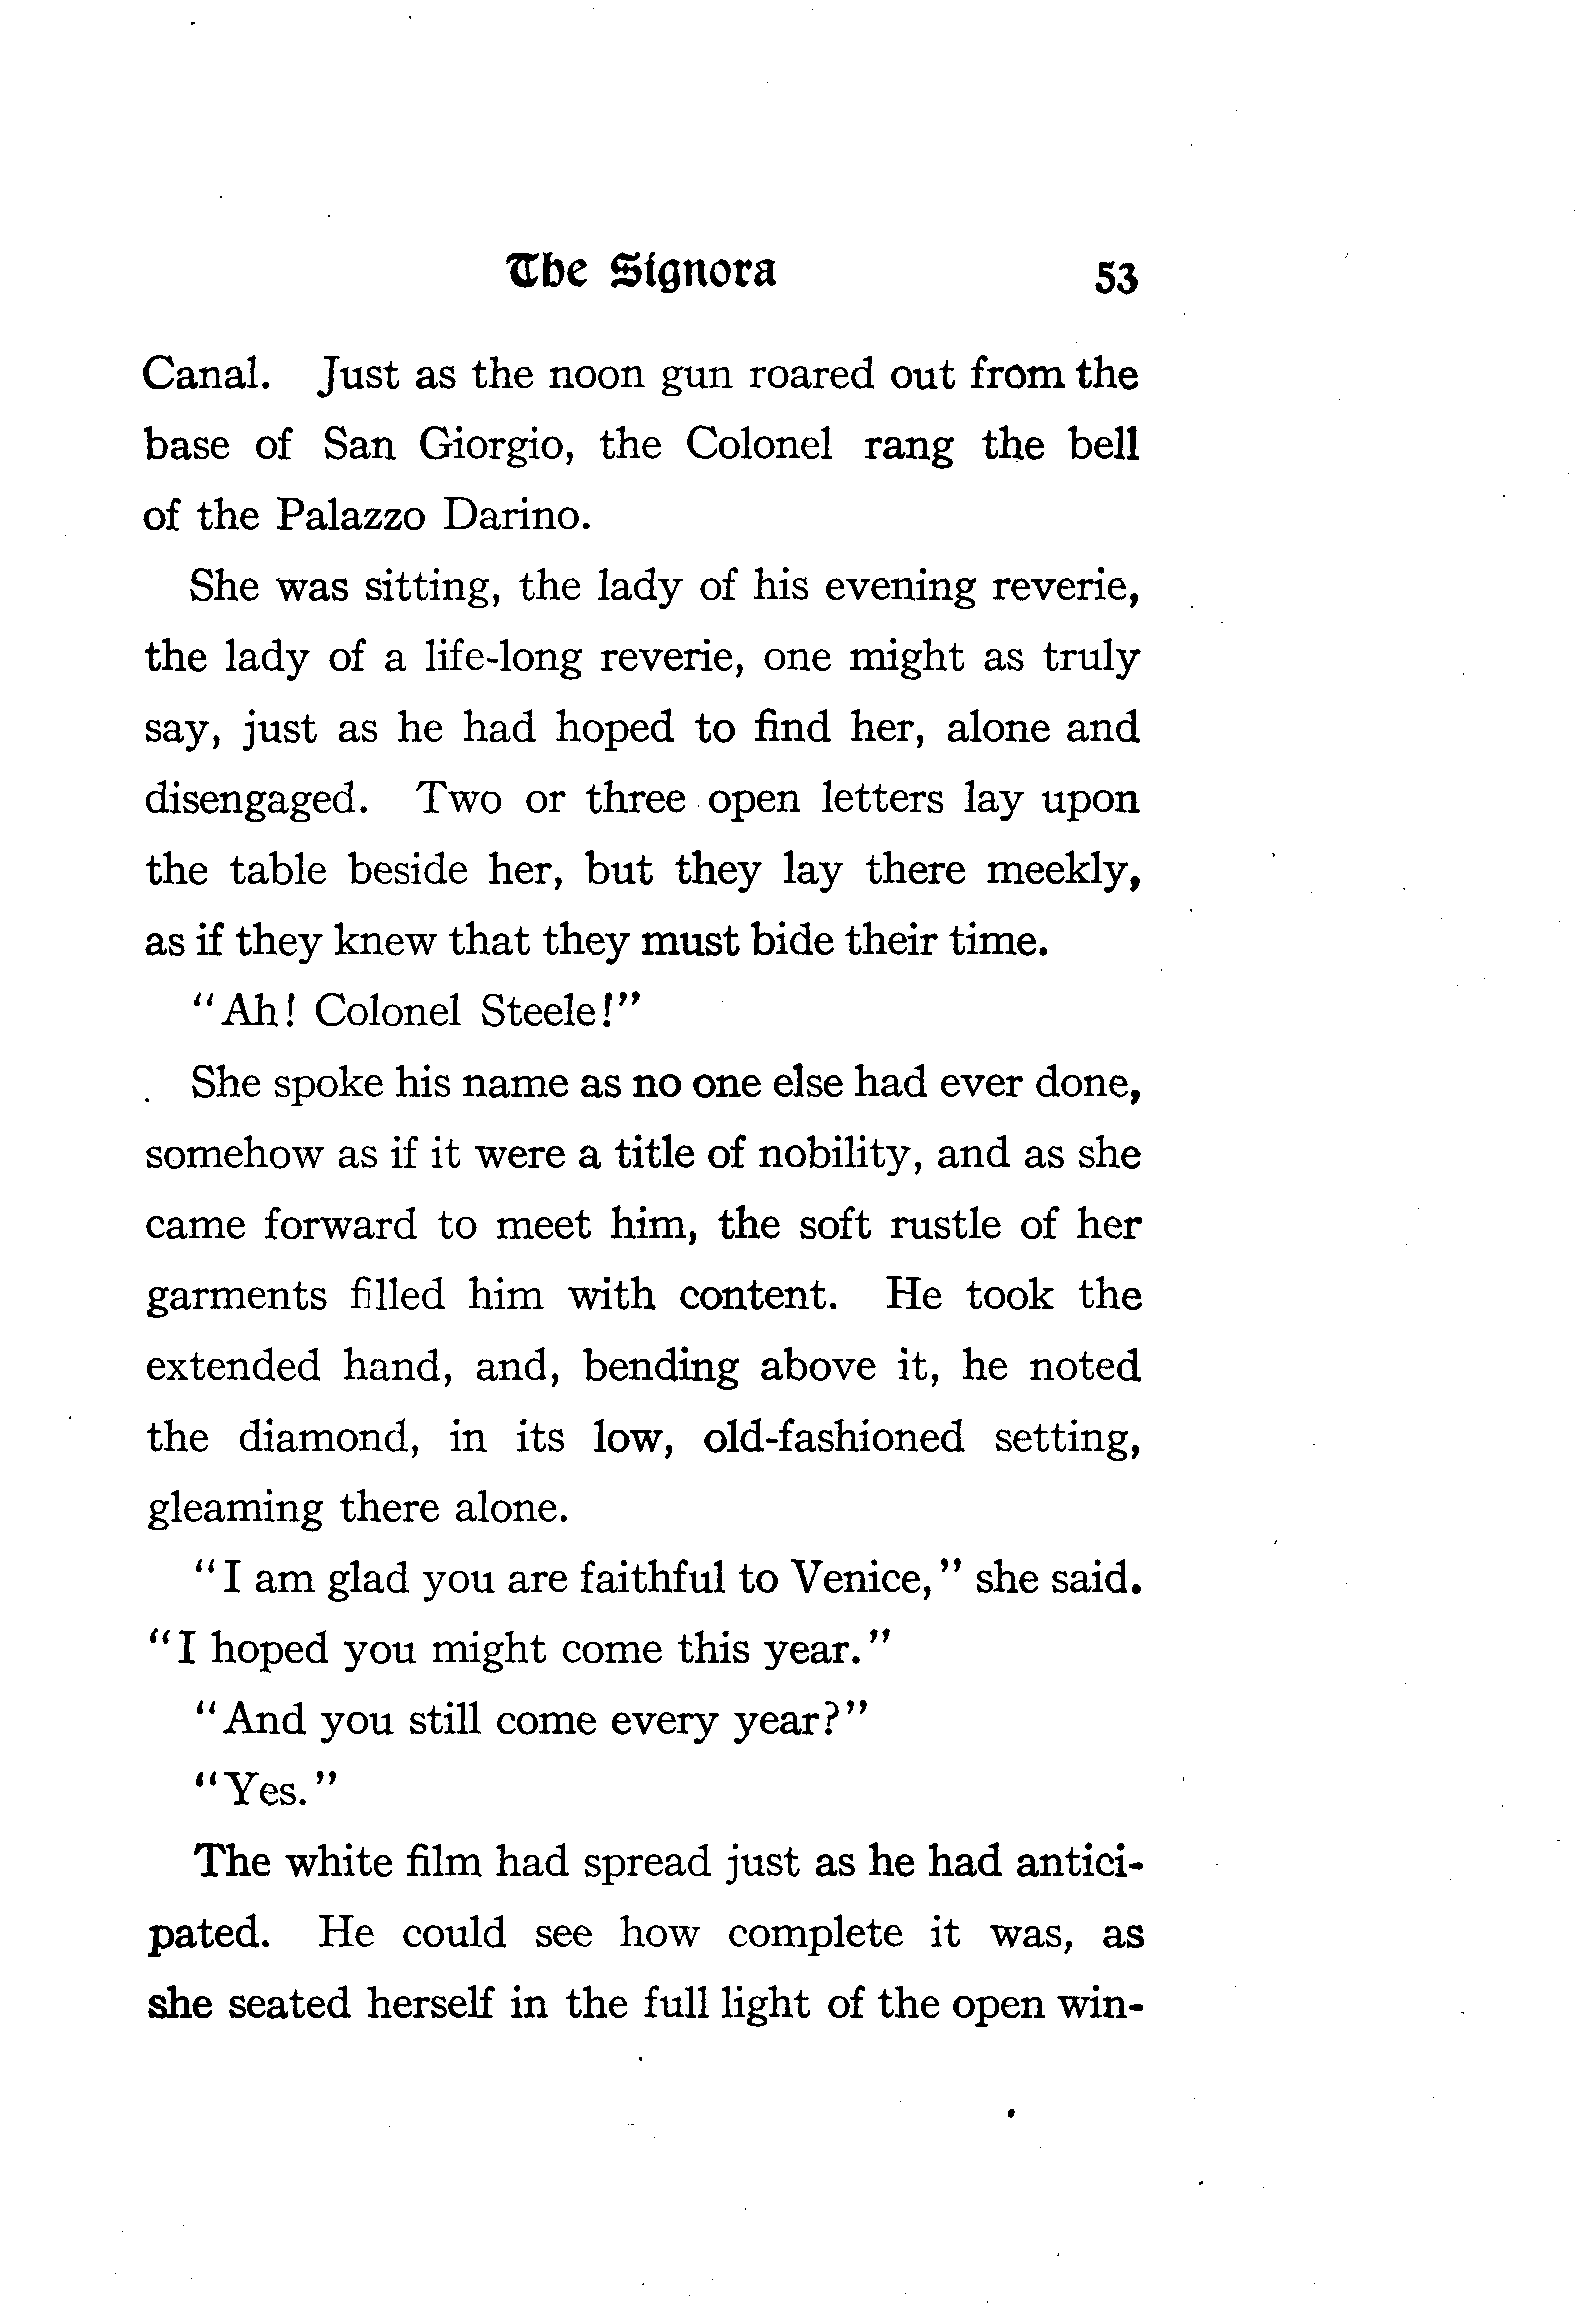 The Signora 53
Canal. Just as the noon gun roared out from the
base of San Giorgio, the Colonel rang the bell
of the Palazzo Darino.
She was sitting, the lady of his evening reverie,
the lady of a life-long reverie, one might as truly
say, just as he had hoped to find her, alone and
disengaged. Two or three open letters lay upon
the table beside her, but they lay there meekly,
as if they knew that they must bide their time.
"Ah! Colonel Steele!"
She spoke his name as no one else had ever done,
somehow as if it were a title of nobility, and as she
came forward to meet him, the soft rustle of her
garments filled him with content. He took the
extended hand, and, bending above it, he noted
the diamond, in its low, old-fashioned setting,
gleaming there alone.
"I am glad you are faithful to Venice," she said.
"I hoped you might come this year."
"And you still come every year?"
"Yes."
The white film had spread just as he had antici-
pated. He could see how complete it was, as
she seated herself in the full light of the open win-